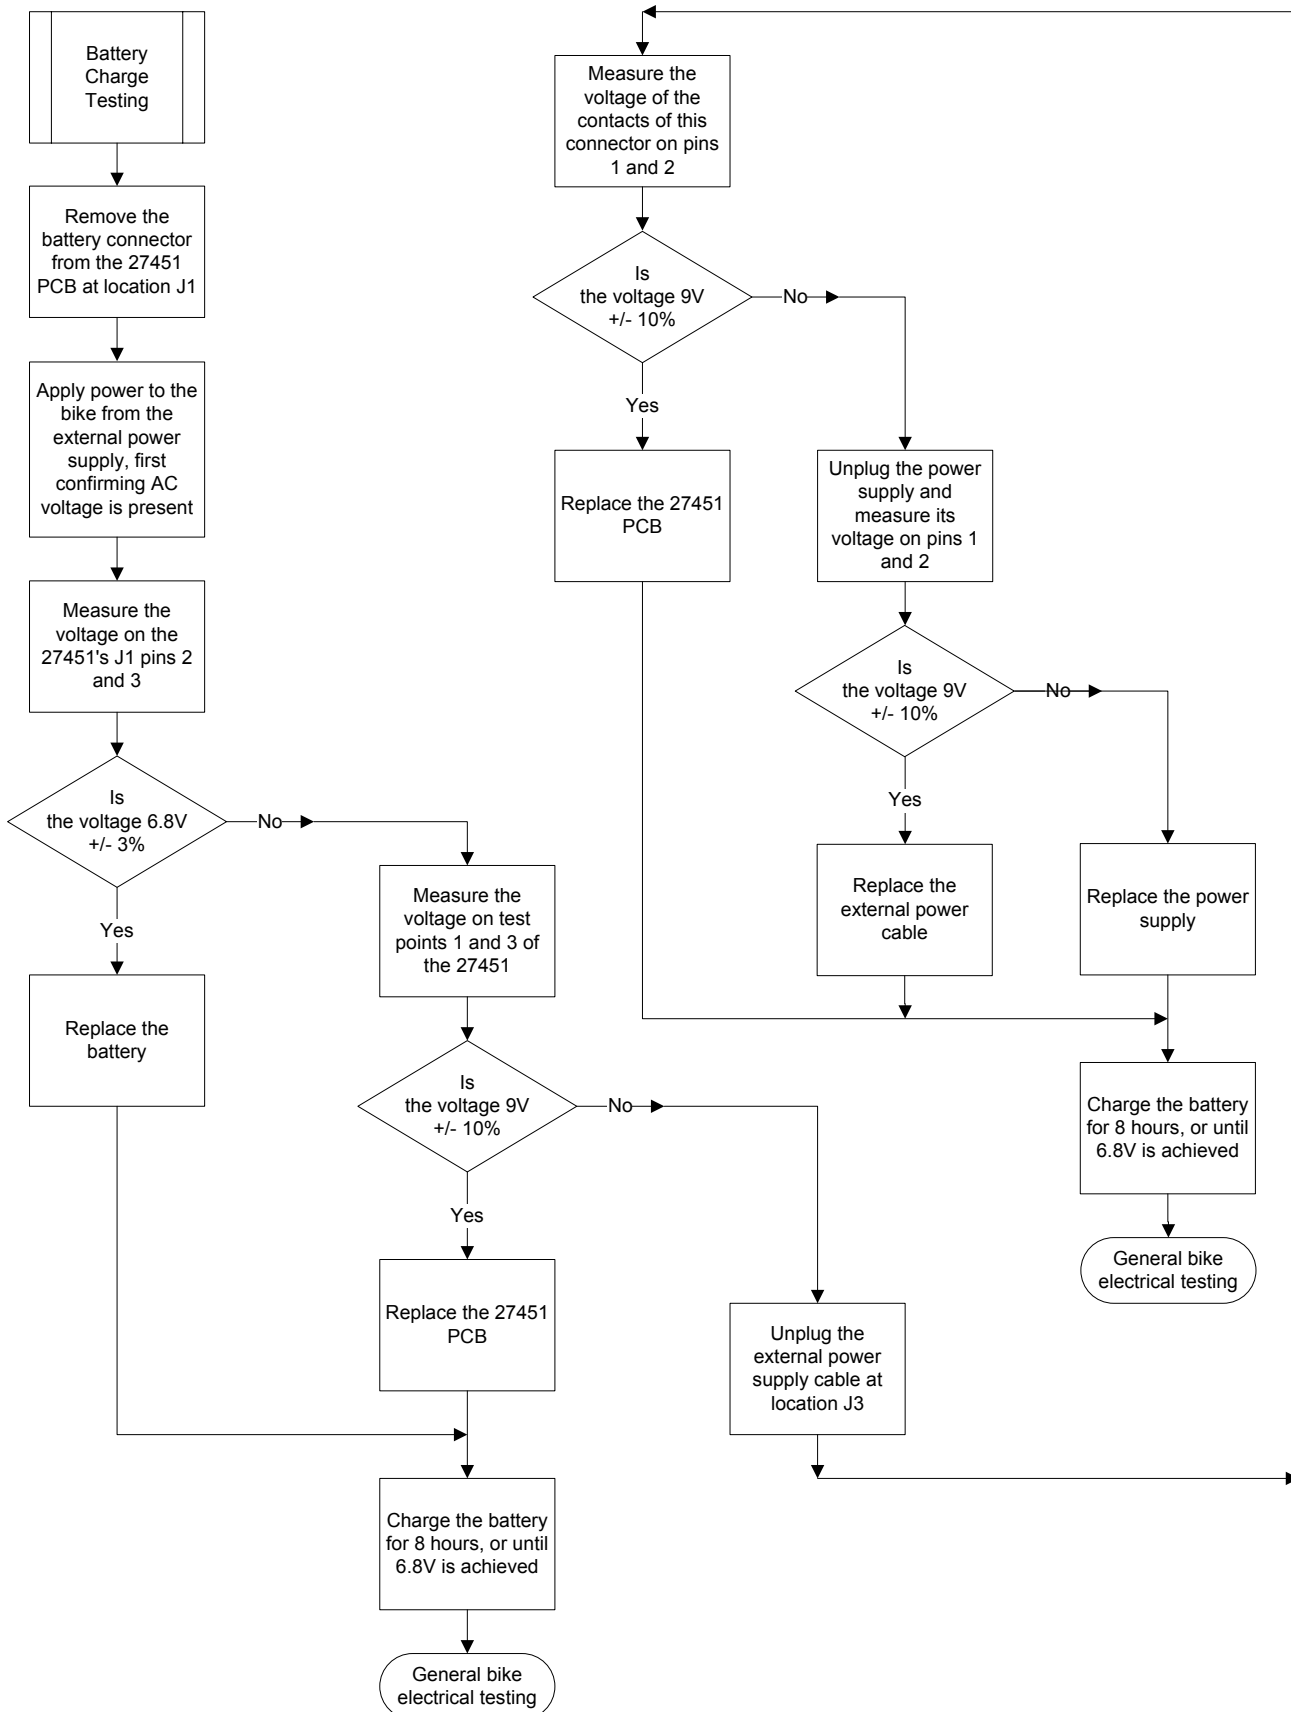 Battery
Charge
Testing
Remove the
battery connector
from the 27451
PCB at location J1
Apply power to the
bike from the
external power
supply, first
confirming AC
voltage is present
Measure the
voltage on the
27451's J1 pins 2
and 3
Is
the voltage 6.8V
+/- 3%
No
Yes
Replace the
battery
Measure the
voltage on test
points 1 and 3 of
the 27451
Is
the voltage 9V
+/- 10%
No
Yes
Replace the 27451
PCB
Unplug the
external power
supply cable at
location J3
Charge the battery
for 8 hours, or until
6.8V is achieved
General bike
electrical testing
Measure the
voltage of the
contacts of this
connector on pins
1 and 2
Is
the voltage 9V
+/- 10%
No
Yes
Replace the 27451
PCB
Unplug the power
supply and
measure its
voltage on pins 1
and 2
Is
the voltage 9V
+/- 10%
No
Yes
Replace the
external power
cable
Replace the power
supply
Charge the battery
for 8 hours, or until
6.8V is achieved
General bike
electrical testing